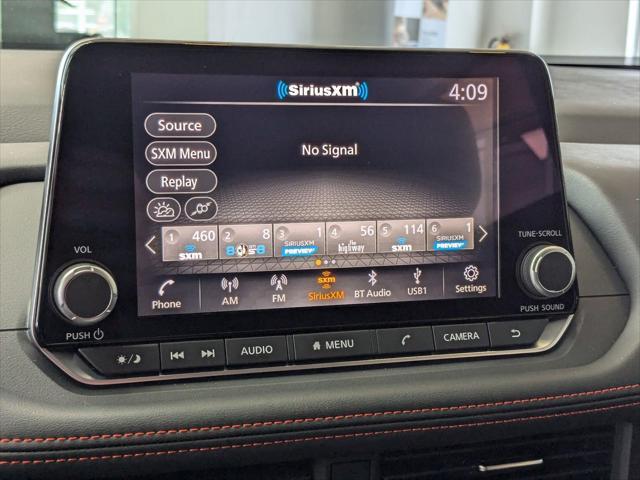 SiriusXM
4:09
Source
SXM Menu
Replay
No Signal
1 460 2 8 3 1 4 56 5 114 6 1
sxm SIRIUSXM PREVIEW the highway sxm SIRIUSXM PREVIEW
Phone AM FM sxm SiriusXM BT Audio USB1 Settings
VOL
PUSH
TUNE·SCROLL
PUSH SOUND
AUDIO MENU CAMERA